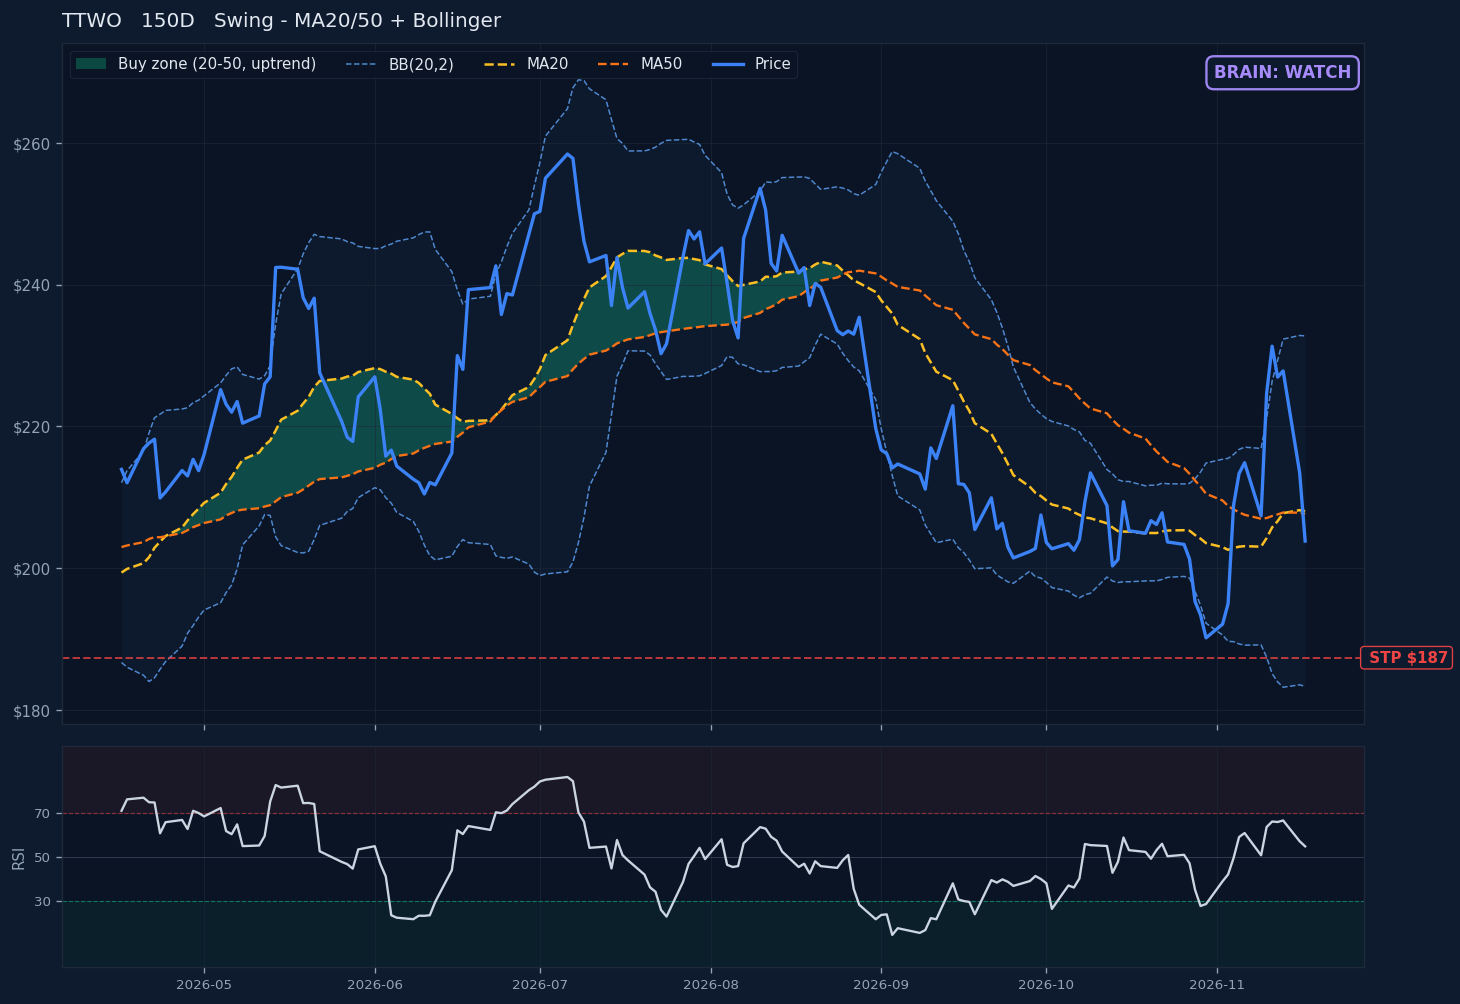 TTWO 150D Swing - MA20/50 + Bollinger
Buy zone (20-50, uptrend) BB(20,2) MA20 MA50 Price
BRAIN: WATCH
$260
$240
$220
$200
STP $187
$180
70
50
30
RSI
2026-05 2026-06 2026-07 2026-08 2026-09 2026-10 2026-11